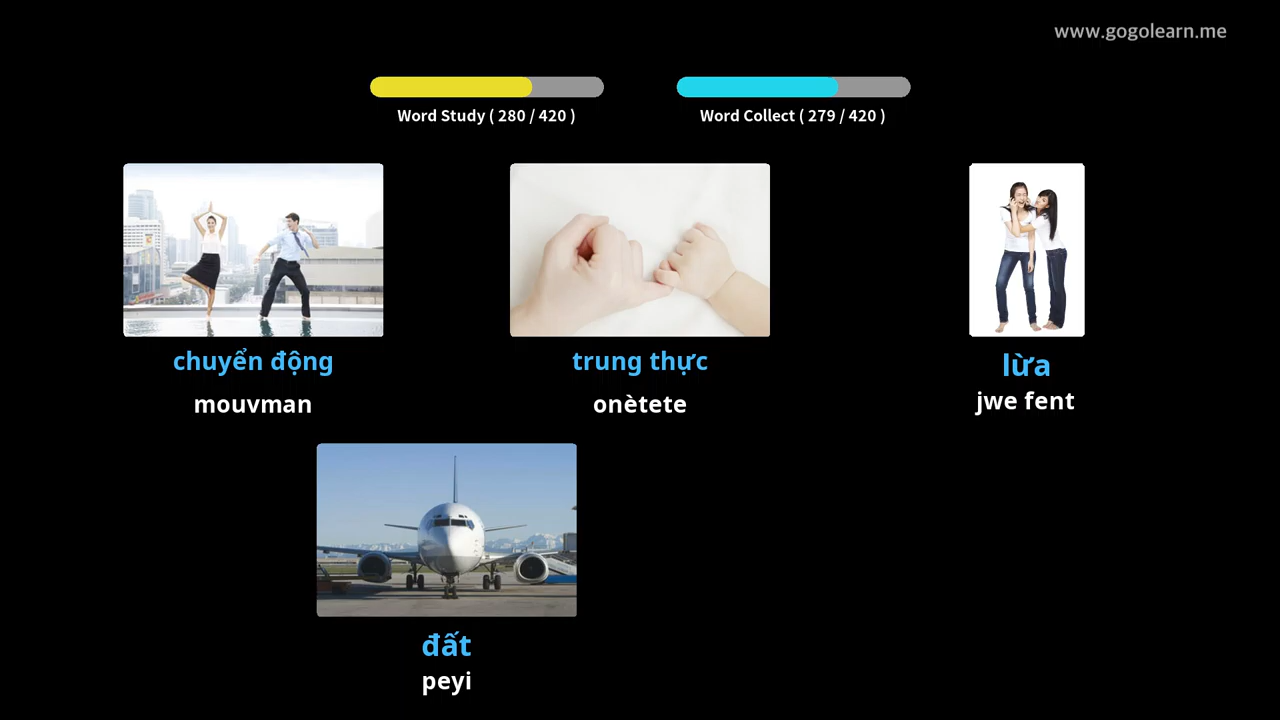 www.gogolearn.me
Word Study ( 280 / 420 )
Word Collect ( 279 / 420 )
chuyển động
mouvman
trung thực
onètete
lừa
jwe fent
đất
peyi